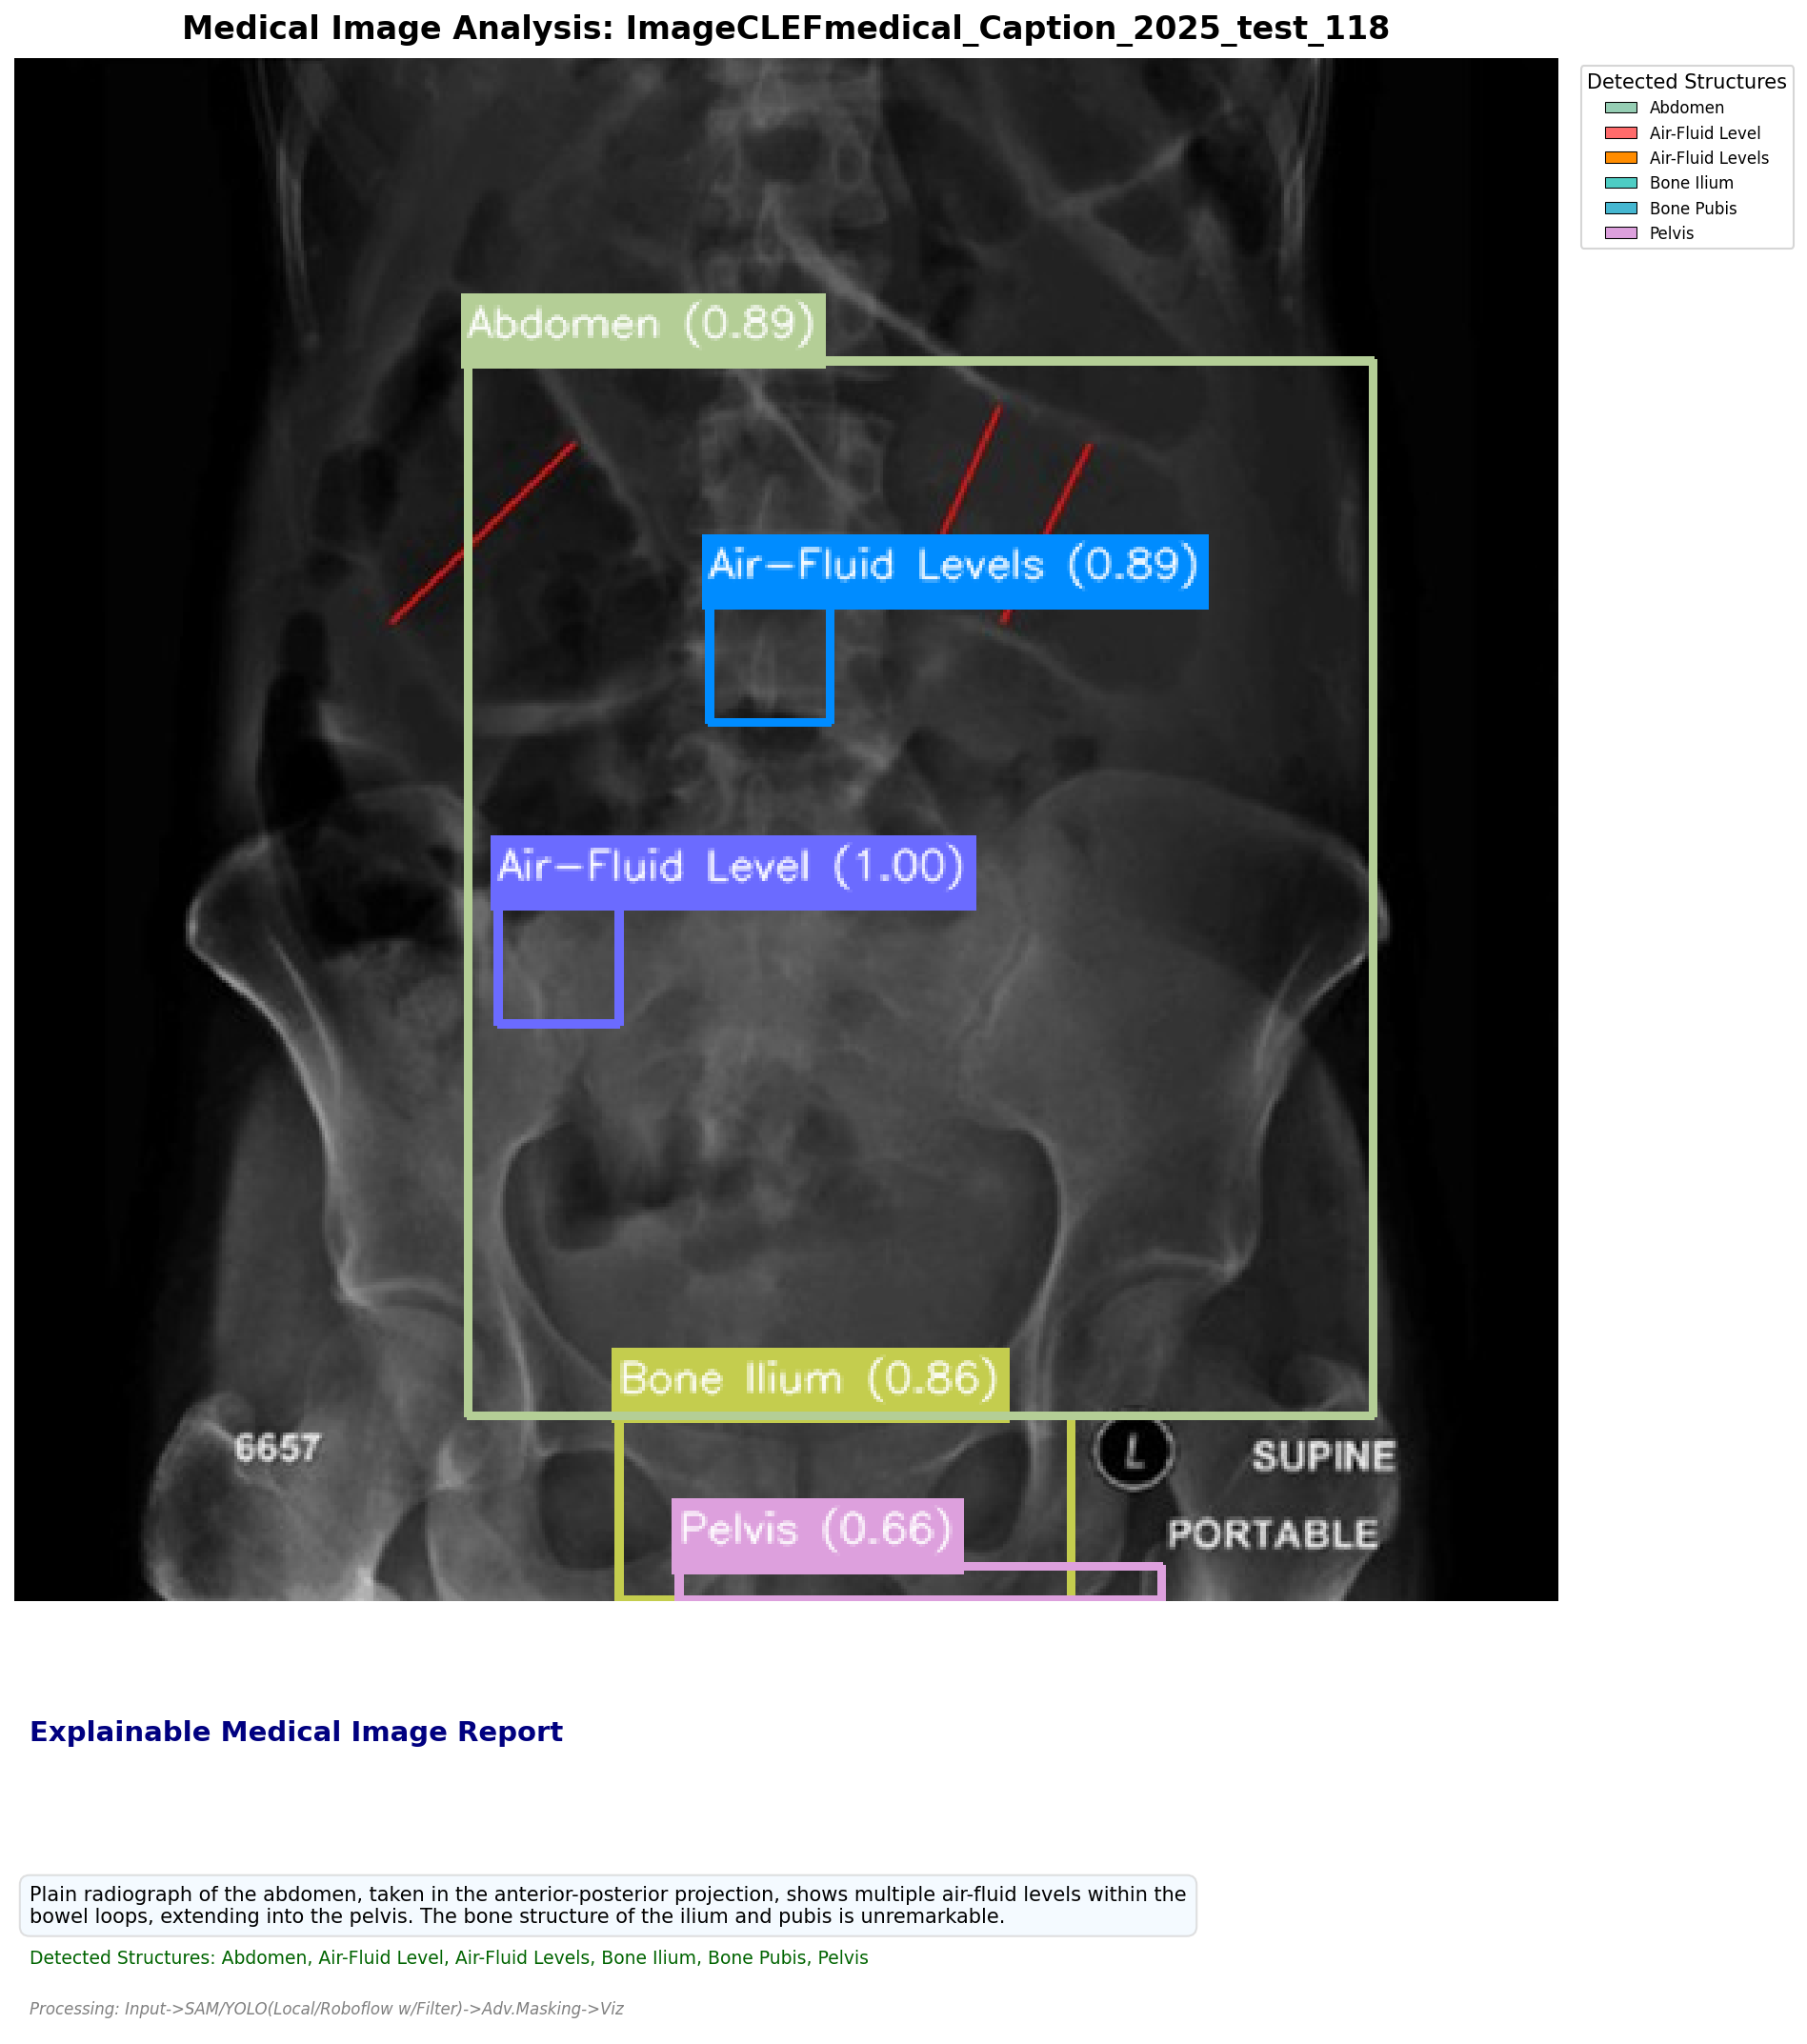 Medical Image Analysis: ImageCLEFmedical_Caption_2025_test_118
Detected Structures
Abdomen
Air-Fluid Level
Air-Fluid Levels
Bone Ilium
Bone Pubis
Pelvis
Abdomen (0.89)
Air-Fluid Levels (0.89)
Air-Fluid Level (1.00)
Bone Ilium (0.86)
6657
L
SUPINE
Pelvis (0.66)
PORTABLE
Explainable Medical Image Report
Plain radiograph of the abdomen, taken in the anterior-posterior projection, shows multiple air-fluid levels within the
bowel loops, extending into the pelvis. The bone structure of the ilium and pubis is unremarkable.
Detected Structures: Abdomen, Air-Fluid Level, Air-Fluid Levels, Bone Ilium, Bone Pubis, Pelvis
Processing: Input->SAM/YOLO(Local/Roboflow w/Filter)->Adv.Masking->Viz